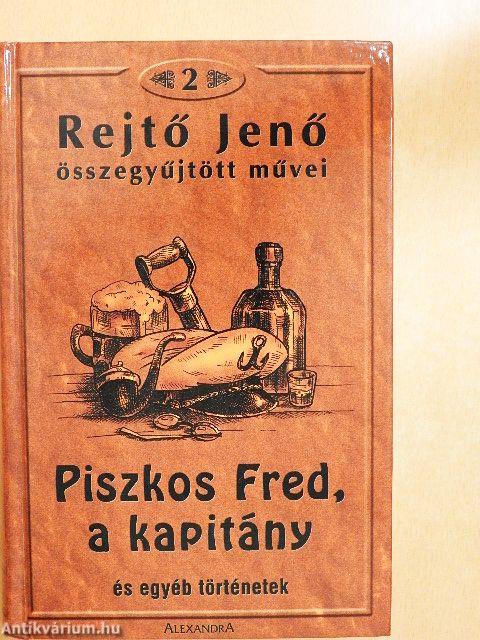 2
Rejtő Jenő
összegyűjtött művei
Piszkos Fred,
a kapitány
és egyéb történetek
ALEXANDRA
Antikvárium.hu